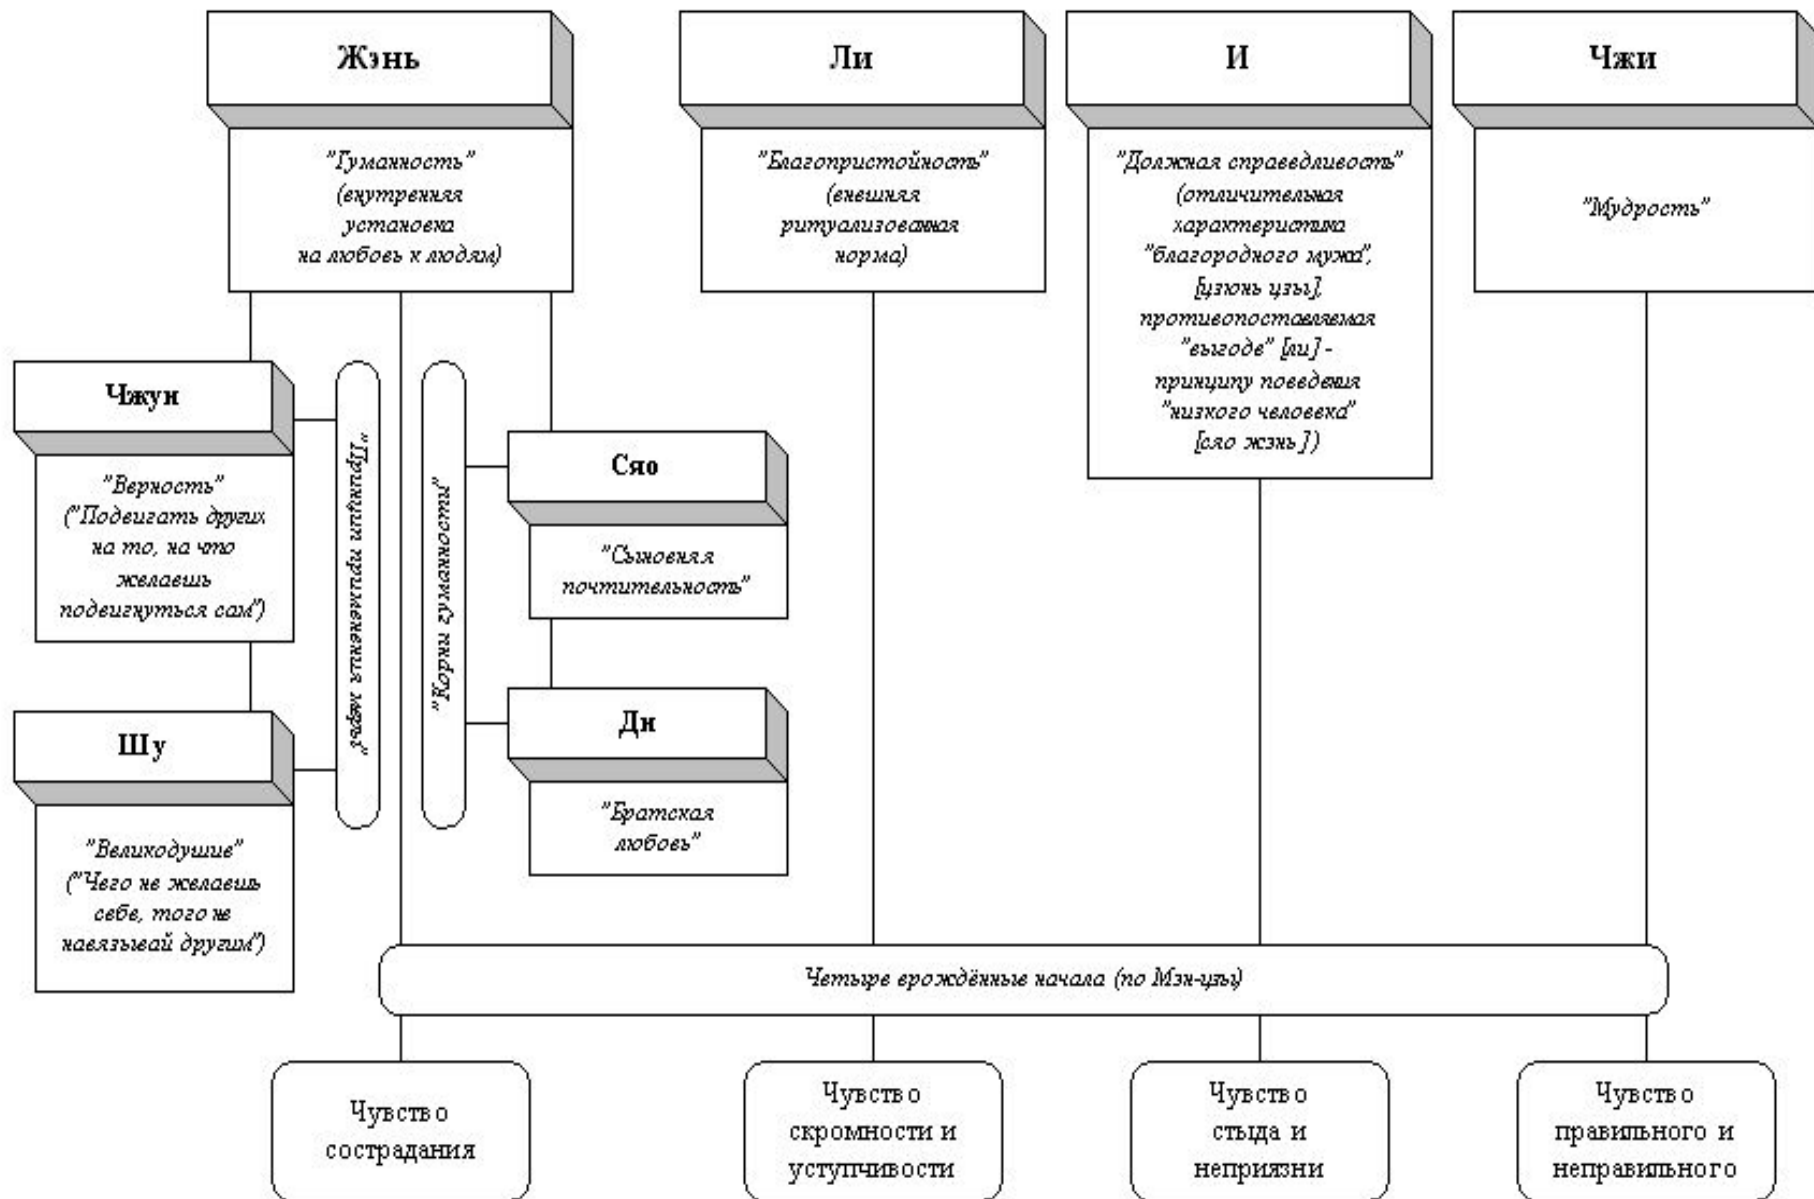 Жэнь
"Гуманность"
(внутренняя
установка
на любовь к людям)
Ли
"Благопристойность"
(внешняя
ритуализованная
норма)
И
"Должная справедливость"
(отличительная
характеристика
"благородного мужа",
[цзюнь цзы],
противопоставляемая
"выгоде" [ли] -
принципу поведения
"низкого человека"
[сяо жэнь])
Чжи
"Мудрость"
Чжун
"Верность"
("Подвигать других
на то, на что
желаешь
подвигнуться сам")
Шу
"Великодушие"
("Чего не желаешь
себе, того не
навязывай другим")
"Принцип применения меры"
"Корни гуманности"
Сяо
"Сыновняя
почтительность"
Ди
"Братская
любовь"
Четыре врождённые начала (по Мэн-цзы)
Чувство
сострадания
Чувство
скромности и
уступчивости
Чувство
стыда и
неприязни
Чувство
правильного и
неправильного